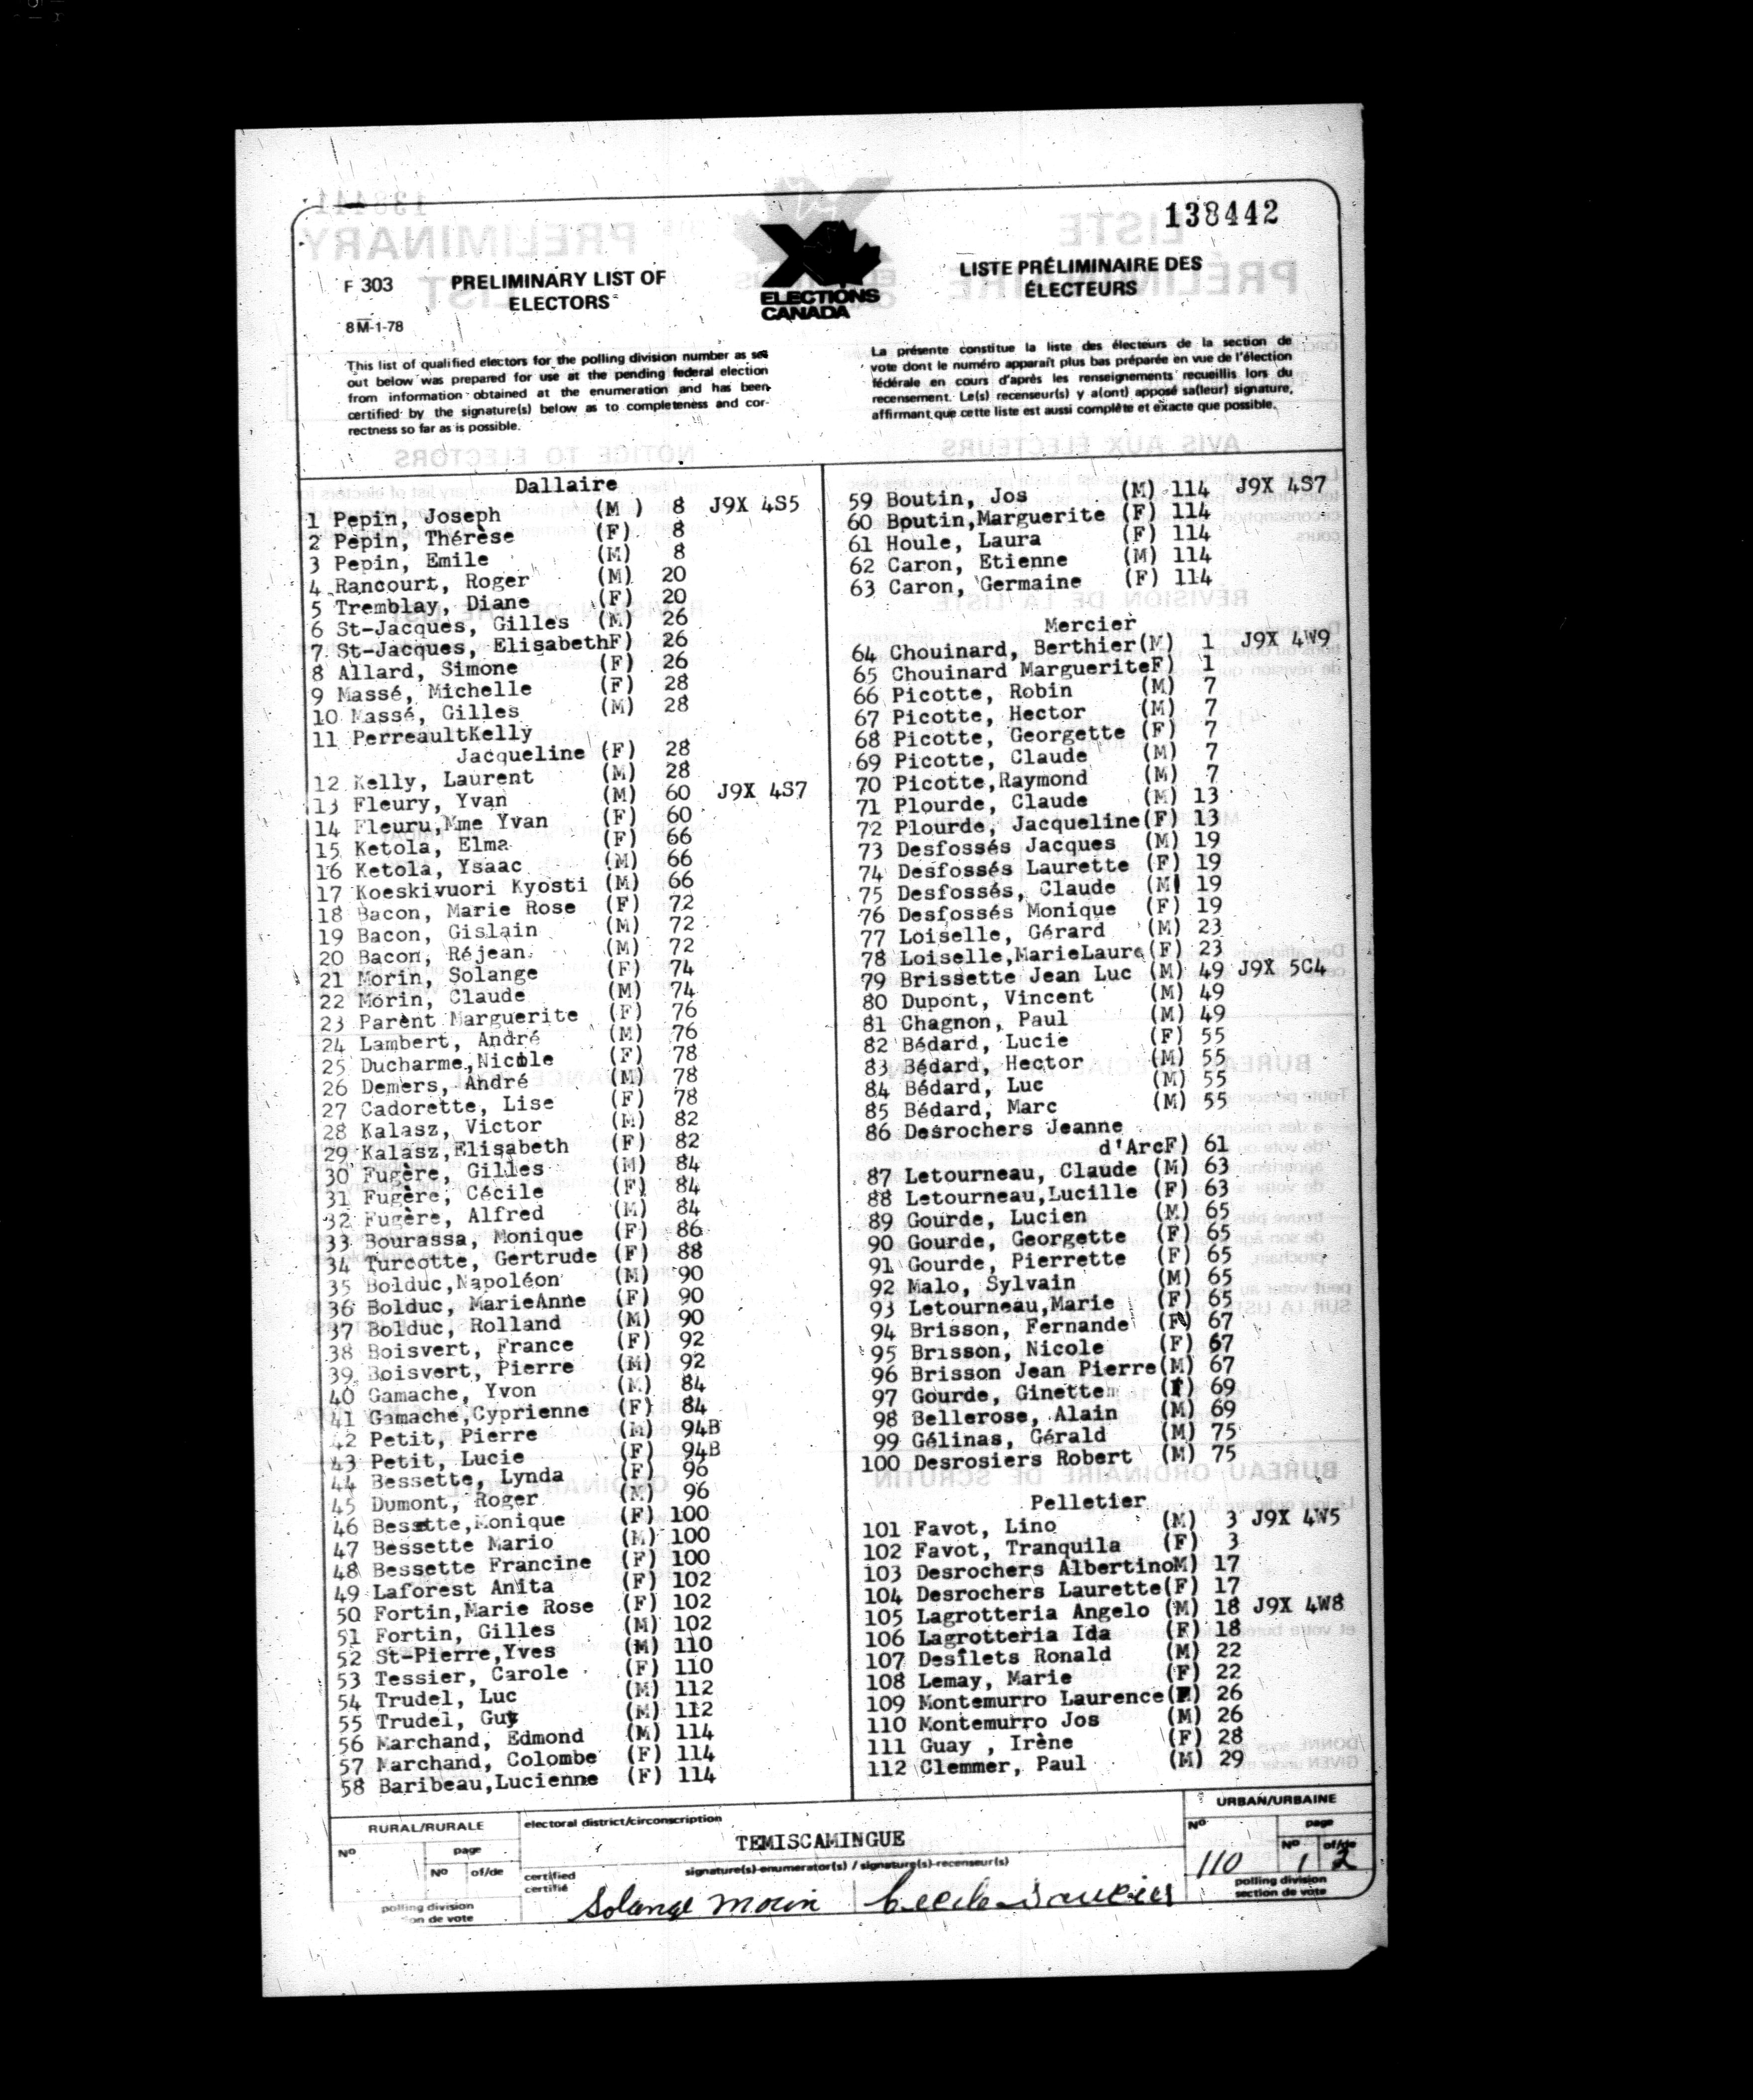 138442
F 303
PRELIMINARY LIST OF
ELECTORS
8M-1-78
ELECTIONS
CANADA
LISTE PRÉLIMINAIRE DES
ÉLECTEURS
This list of qualified electors for the polling division number as set
out below was prepared for use at the pending federal election
from information obtained at the enumeration and has been
certified by the signature(s) below as to completeness and cor-
rectness so far as is possible.
La présente constitue la liste des électeurs de la section de
vote dont le numéro apparaît plus bas préparée en vue de l'élection
fédérale en cours d'après les renseignements recueillis lors du
recensement. Le(s) recenseur(s) y a(ont) apposé sa(leur) signature,
affirmant que cette liste est aussi complète et exacte que possible.
Dallaire
1 Pepin, Joseph (M ) 8 J9X 4S5
2 Pepin, Thérèse (F) 8
3 Pepin, Emile (M) 8
4 Rancourt, Roger (M) 20
5 Tremblay, Diane (F) 20
6 St-Jacques, Gilles (M) 26
7 St-Jacques, ElisabethF) 26
8 Allard, Simone (F) 26
9 Massé, Michelle (F) 28
10 Massé, Gilles (M) 28
11 PerreaultKelly
Jacqueline (F) 28
12 Kelly, Laurent (M) 28
13 Fleury, Yvan (M) 60 J9X 4S7
14 Fleuru,Mme Yvan (F) 60
15 Ketola, Elma (F) 66
16 Ketola, Ysaac (M) 66
17 Koeskivuori Kyosti (M) 66
18 Bacon, Marie Rose (F) 72
19 Bacon, Gislain (M) 72
20 Bacon, Réjean (M) 72
21 Morin, Solange (F) 74
22 Morin, Claude (M) 74
23 Parent Marguerite (F) 76
24 Lambert, André (M) 76
25 Ducharme,Nicole (F) 78
26 Demers, André (M) 78
27 Cadorette, Lise (F) 78
28 Kalasz, Victor (M) 82
29 Kalasz,Elisabeth (F) 82
30 Fugère, Gilles (M) 84
31 Fugère, Cécile (F) 84
32 Fugère, Alfred (M) 84
33 Bourassa, Monique (F) 86
34 Turcotte, Gertrude (F) 88
35 Bolduc,Napoléon (M) 90
36 Bolduc, MarieAnne (F) 90
37 Bolduc, Rolland (M) 90
38 Boisvert, France (F) 92
39 Boisvert, Pierre (M) 92
40 Gamache, Yvon (M) 84
41 Gamache,Cyprienne (F) 84
42 Petit, Pierre (M) 94B
43 Petit, Lucie (F) 94B
44 Bessette, Lynda (F) 96
45 Dumont, Roger (M) 96
46 Bessette,Monique (F) 100
47 Bessette Mario (M) 100
48 Bessette Francine (F) 100
49 Laforest Anita (F) 102
50 Fortin,Marie Rose (F) 102
51 Fortin, Gilles (M) 102
52 St-Pierre,Yves (M) 110
53 Tessier, Carole (F) 110
54 Trudel, Luc (M) 112
55 Trudel, Guy (M) 112
56 Marchand, Edmond (M) 114
57 Marchand, Colombe (F) 114
58 Baribeau,Lucienne (F) 114
59 Boutin, Jos (M) 114 J9X 4S7
60 Boutin,Marguerite (F) 114
61 Houle, Laura (F) 114
62 Caron, Etienne (M) 114
63 Caron, Germaine (F) 114
Mercier
64 Chouinard, Berthier(M) 1 J9X 4W9
65 Chouinard MargueriteF) 1
66 Picotte, Robin (M) 7
67 Picotte, Hector (M) 7
68 Picotte, Georgette (F) 7
69 Picotte, Claude (M) 7
70 Picotte,Raymond (M) 7
71 Plourde, Claude (M) 13
72 Plourde, Jacqueline(F) 13
73 Desfossés Jacques (M) 19
74 Desfossés Laurette (F) 19
75 Desfossés, Claude (M) 19
76 Desfossés Monique (F) 19
77 Loiselle, Gérard (M) 23
78 Loiselle,MarieLaure(F) 23
79 Brissette Jean Luc (M) 49 J9X 5C4
80 Dupont, Vincent (M) 49
81 Chagnon, Paul (M) 49
82 Bédard, Lucie (F) 55
83 Bédard, Hector (M) 55
84 Bédard, Luc (M) 55
85 Bédard, Marc (M) 55
86 Desrochers Jeanne
d'ArcF) 61
87 Letourneau, Claude (M) 63
88 Letourneau,Lucille (F) 63
89 Gourde, Lucien (M) 65
90 Gourde, Georgette (F) 65
91 Gourde, Pierrette (F) 65
92 Malo, Sylvain (M) 65
93 Letourneau,Marie (F) 65
94 Brisson, Fernande (F) 67
95 Brisson, Nicole (F) 67
96 Brisson Jean Pierre(M) 67
97 Gourde, Ginette (F) 69
98 Bellerose, Alain (M) 69
99 Gélinas, Gérald (M) 75
100 Desrosiers Robert (M) 75
Pelletier
101 Favot, Lino (M) 3 J9X 4W5
102 Favot, Tranquila (F) 3
103 Desrochers AlbertinoM) 17
104 Desrochers Laurette(F) 17
105 Lagrotteria Angelo (M) 18 J9X 4W8
106 Lagrotteria Ida (F) 18
107 Desîlets Ronald (M) 22
108 Lemay, Marie (F) 22
109 Montemurro Laurence(F) 26
110 Montemurro Jos (M) 26
111 Guay , Irène (F) 28
112 Clemmer, Paul (M) 29
RURAL/RURALE
No
page
No of/de
polling division
on de vote
electoral district/circonscription
TEMISCAMINGUE
certified
certifié
signature(s)-enumerator(s) / signature(s)-recenseur(s)
Solange Morin
URBAN/URBAINE
No
page
No of/de
110 1 2
polling division
section de vote